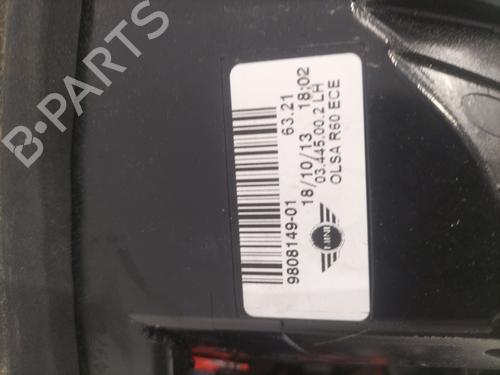 B-PARTS
63.21
18/10/13 18:02
03.445.00.2 LH
OLSA R60 ECE
9808149-01
MINI